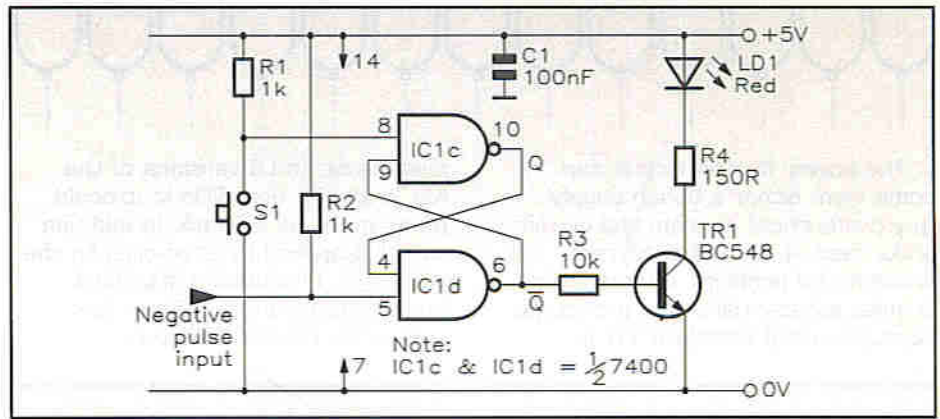 +5V
R1
1k
14
C1
100nF
LD1
Red
8
10
9
IC1c
Q
R4
150R
S1
R2
1k
R3
10k
TR1
BC548
4
6
IC1d
5
Q
Negative
pulse
input
7
Note:
IC1c & IC1d = 1/2 7400
0V